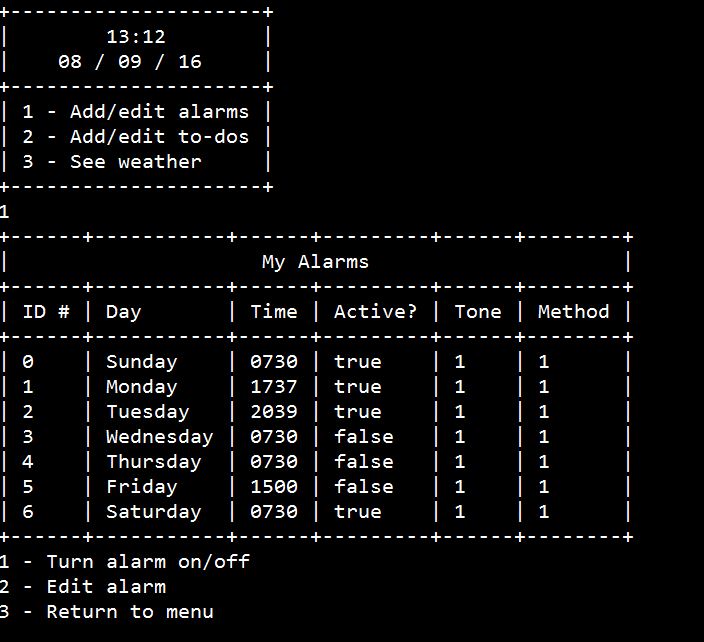 +---------------------+
|        13:12        |
|    08 / 09 / 16     |
+---------------------+
| 1 - Add/edit alarms |
| 2 - Add/edit to-dos |
| 3 - See weather     |
+---------------------+
1
+------+-----------+------+---------+------+--------+
|                     My Alarms                     |
+------+-----------+------+---------+------+--------+
| ID # | Day       | Time | Active? | Tone | Method |
+------+-----------+------+---------+------+--------+
| 0    | Sunday    | 0730 | true    | 1    | 1      |
| 1    | Monday    | 1737 | true    | 1    | 1      |
| 2    | Tuesday   | 2039 | true    | 1    | 1      |
| 3    | Wednesday | 0730 | false   | 1    | 1      |
| 4    | Thursday  | 0730 | false   | 1    | 1      |
| 5    | Friday    | 1500 | false   | 1    | 1      |
| 6    | Saturday  | 0730 | true    | 1    | 1      |
+------+-----------+------+---------+------+--------+
1 - Turn alarm on/off
2 - Edit alarm
3 - Return to menu